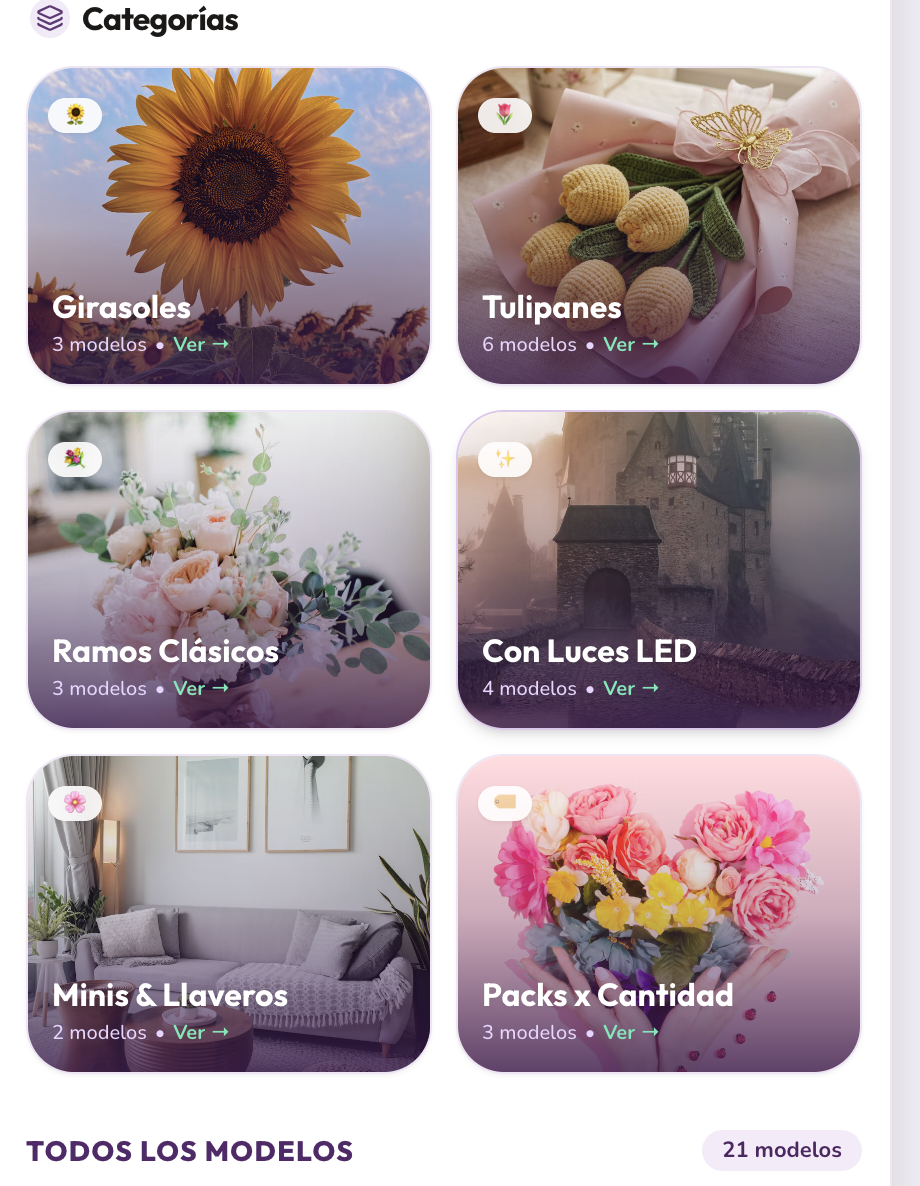 Categorías
Girasoles
3 modelos • Ver →
Tulipanes
6 modelos • Ver →
Ramos Clásicos
3 modelos • Ver →
Con Luces LED
4 modelos • Ver →
Minis & Llaveros
2 modelos • Ver →
Packs x Cantidad
3 modelos • Ver →
TODOS LOS MODELOS
21 modelos